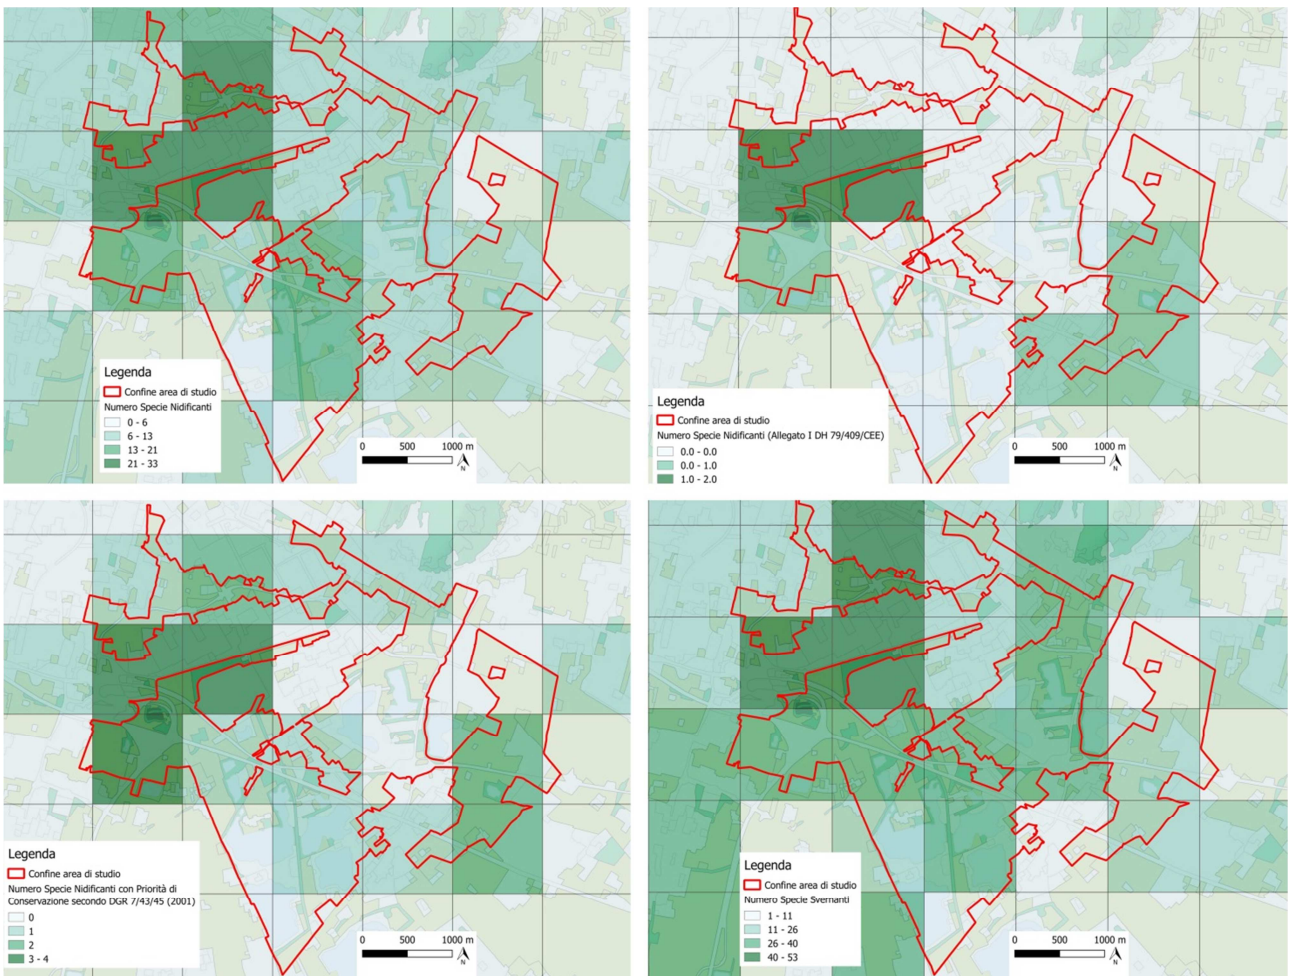 Legenda
Confine area di studio
Numero Specie Nidificanti
0 - 6
6 - 13
13 - 21
21 - 33
0 500 1000 m
N
Legenda
Confine area di studio
Numero Specie Nidificanti (Allegato I DH 79/409/CEE)
0.0 - 0.0
0.0 - 1.0
1.0 - 2.0
0 500 1000 m
N
Legenda
Confine area di studio
Numero Specie Nidificanti con Priorità di
Conservazione secondo DGR 7/43/45 (2001)
0
1
2
3 - 4
0 500 1000 m
N
Legenda
Confine area di studio
Numero Specie Svernanti
1 - 11
11 - 26
26 - 40
40 - 53
0 500 1000 m
N